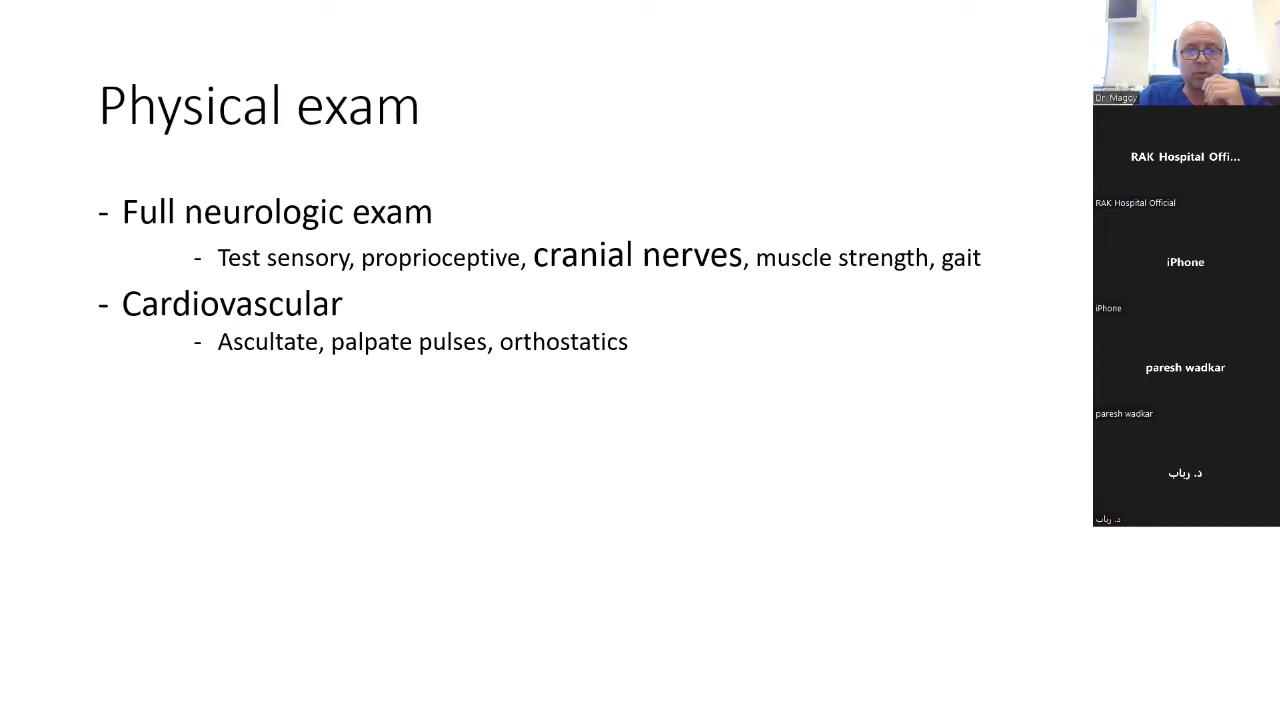 Physical exam
- Full neurologic exam
- Test sensory, proprioceptive, cranial nerves, muscle strength, gait
- Cardiovascular
- Ascultate, palpate pulses, orthostatics
Dr. Magdy
RAK Hospital Offi...
RAK Hospital Official
iPhone
iPhone
paresh wadkar
paresh wadkar
د. رباب
د. رباب